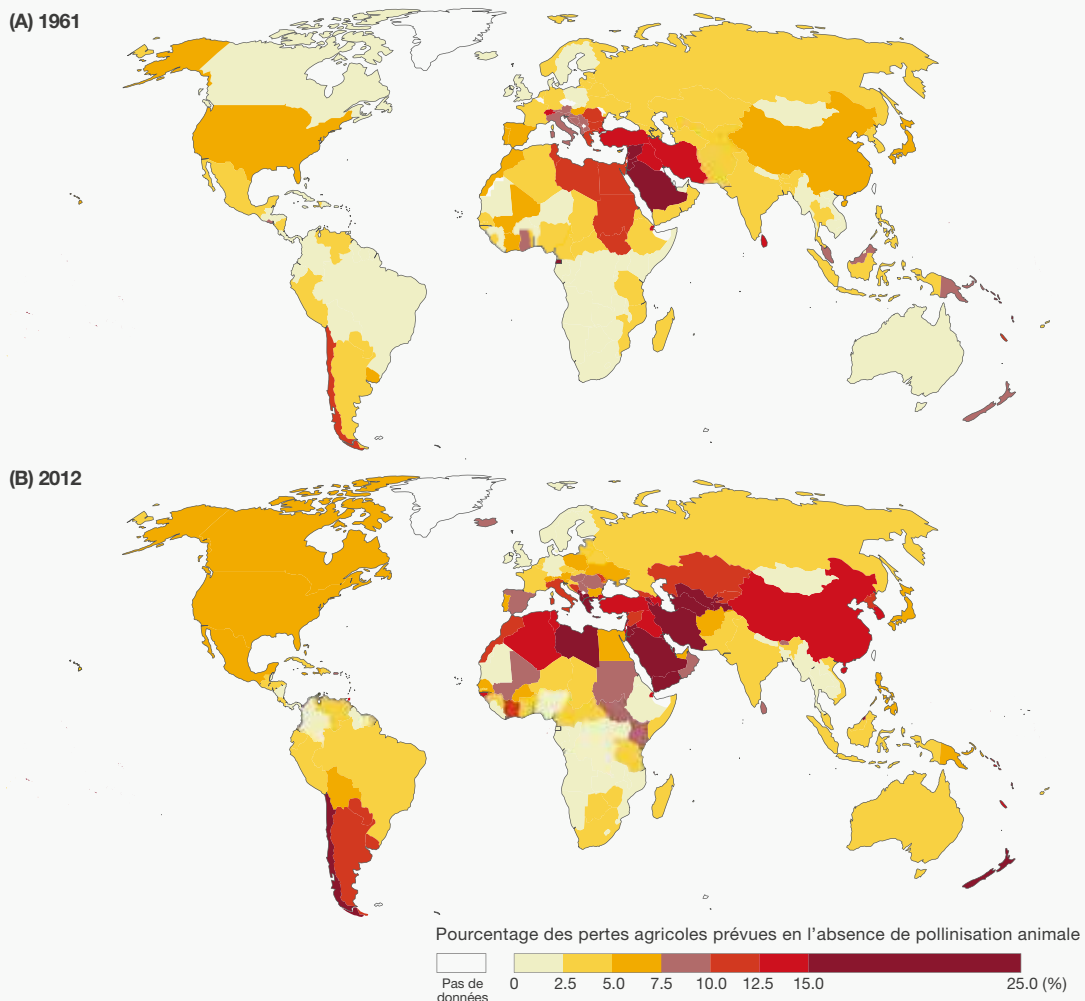 (A) 1961
(B) 2012
Pourcentage des pertes agricoles prévues en l’absence de pollinisation animale
Pas de
données
0 2.5 5.0 7.5 10.0 12.5 15.0 25.0 (%)